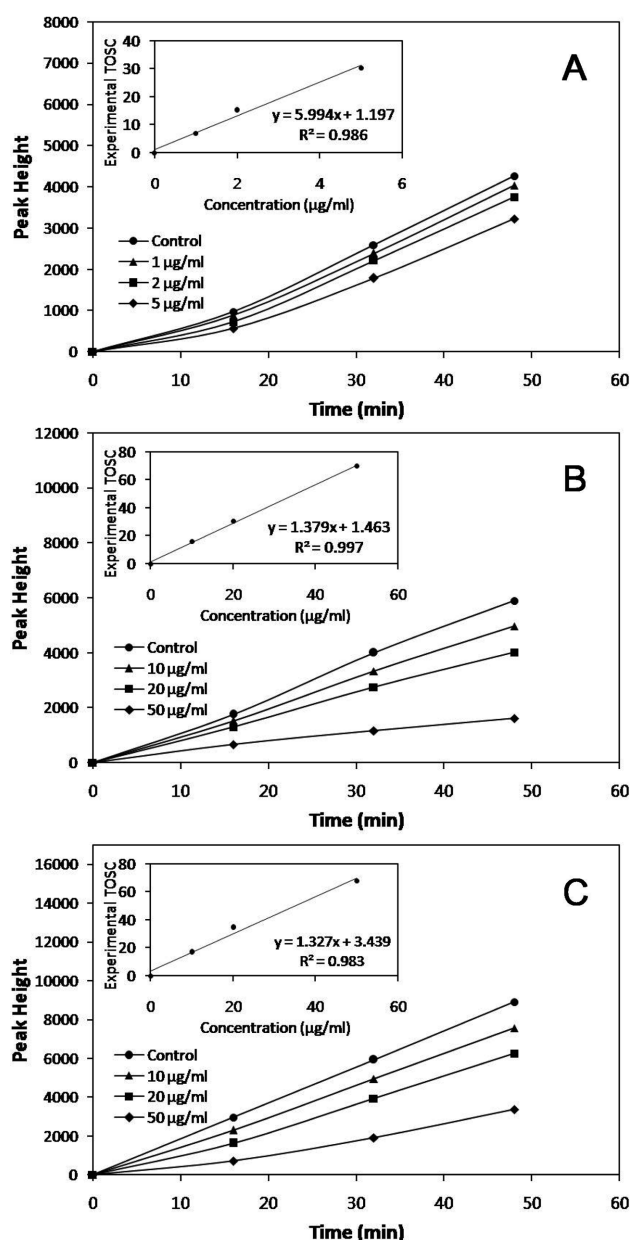 A
8000
7000
6000
5000
4000
3000
2000
1000
0
Peak Height
0 10 20 30 40 50 60
Time (min)
Experimental TOSC
40
30
20
10
0
0 2 4 6
Concentration (µg/ml)
y = 5.994x + 1.197
R² = 0.986
Control
1 µg/ml
2 µg/ml
5 µg/ml
B
12000
10000
8000
6000
4000
2000
0
Peak Height
0 10 20 30 40 50 60
Time (min)
Experimental TOSC
80
60
40
20
0
0 20 40 60
Concentration (µg/ml)
y = 1.379x + 1.463
R² = 0.997
Control
10 µg/ml
20 µg/ml
50 µg/ml
C
16000
14000
12000
10000
8000
6000
4000
2000
0
Peak Height
0 10 20 30 40 50 60
Time (min)
Experimental TOSC
80
60
40
20
0
0 20 40 60
Concentration (µg/ml)
y = 1.327x + 3.439
R² = 0.983
Control
10 µg/ml
20 µg/ml
50 µg/ml